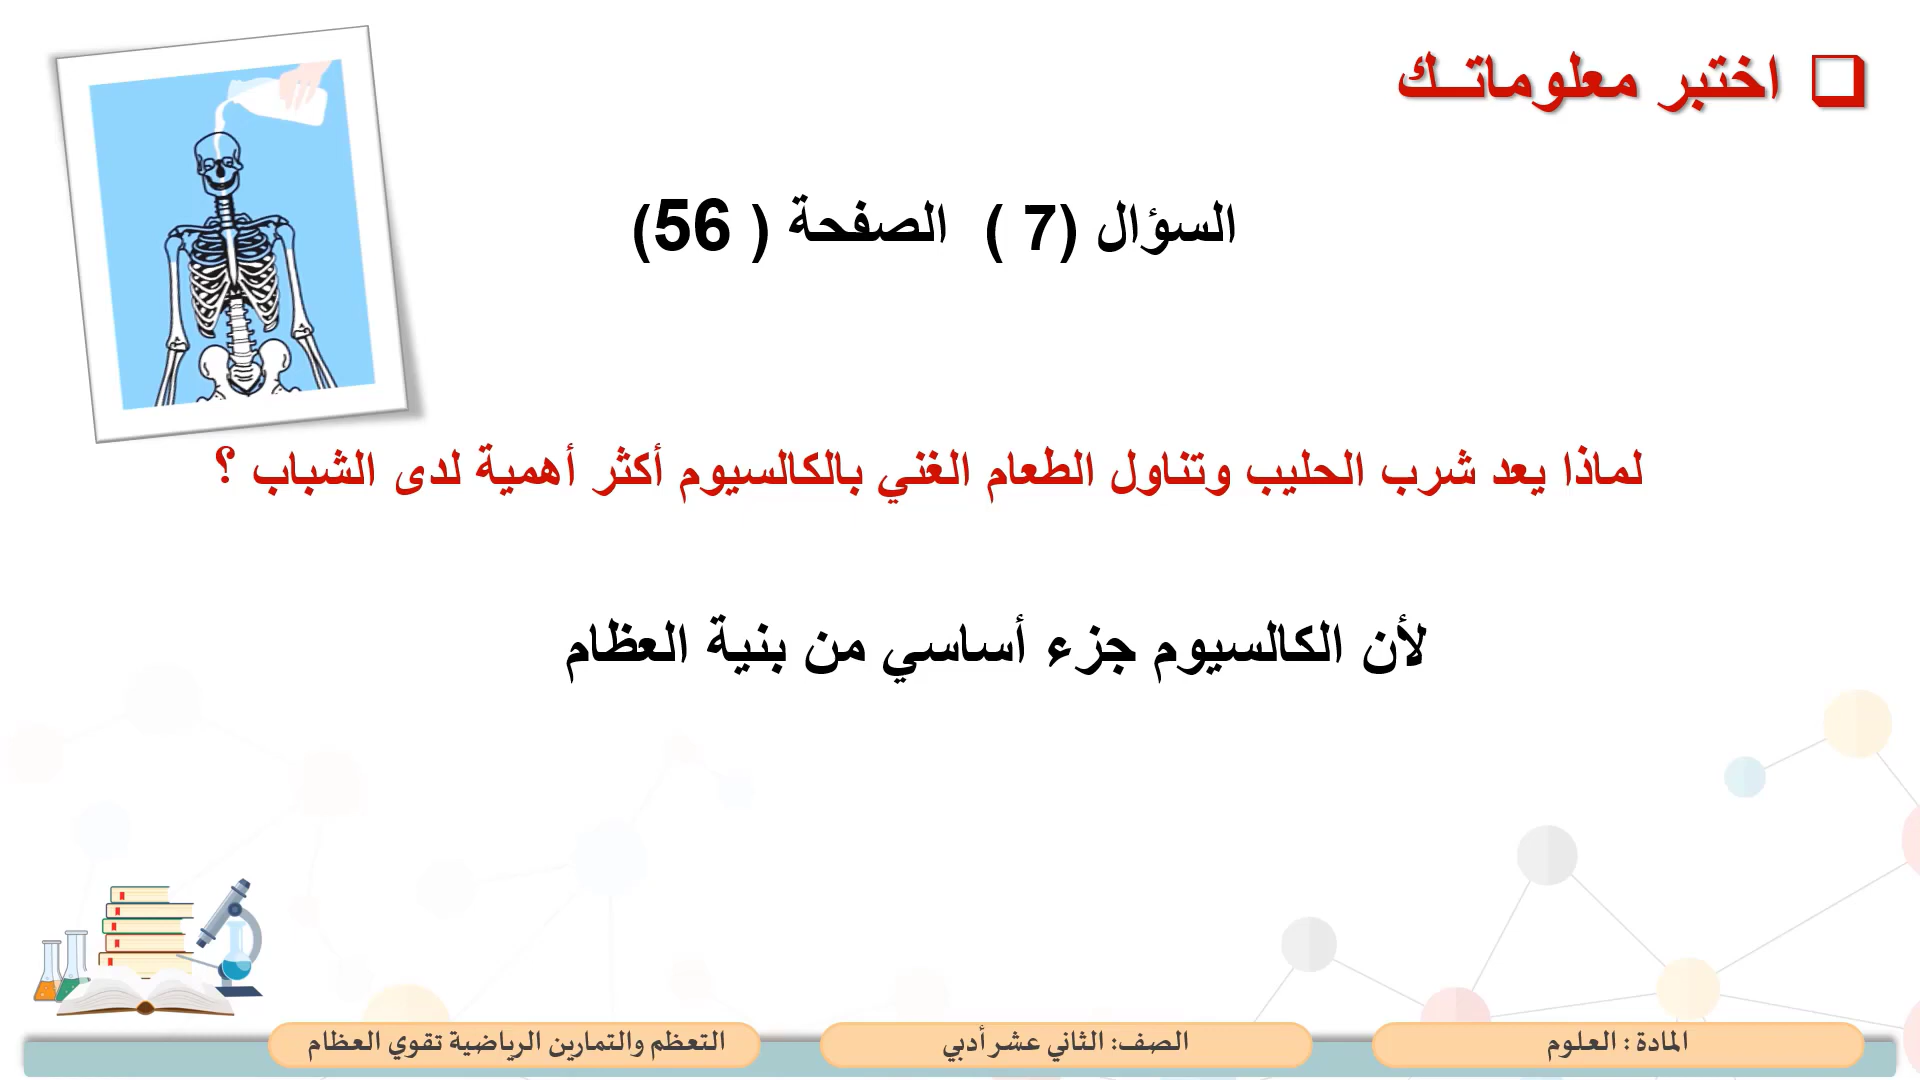 اختبر معلوماتــك
السؤال (7 ) الصفحة ( 56)
لماذا يعد شرب الحليب وتناول الطعام الغني بالكالسيوم أكثر أهمية لدى الشباب ؟
لأن الكالسيوم جزء أساسي من بنية العظام
المادة : العلوم
الصف: الثاني عشر أدبي
التعظم والتمارين الرياضية تقوي العظام